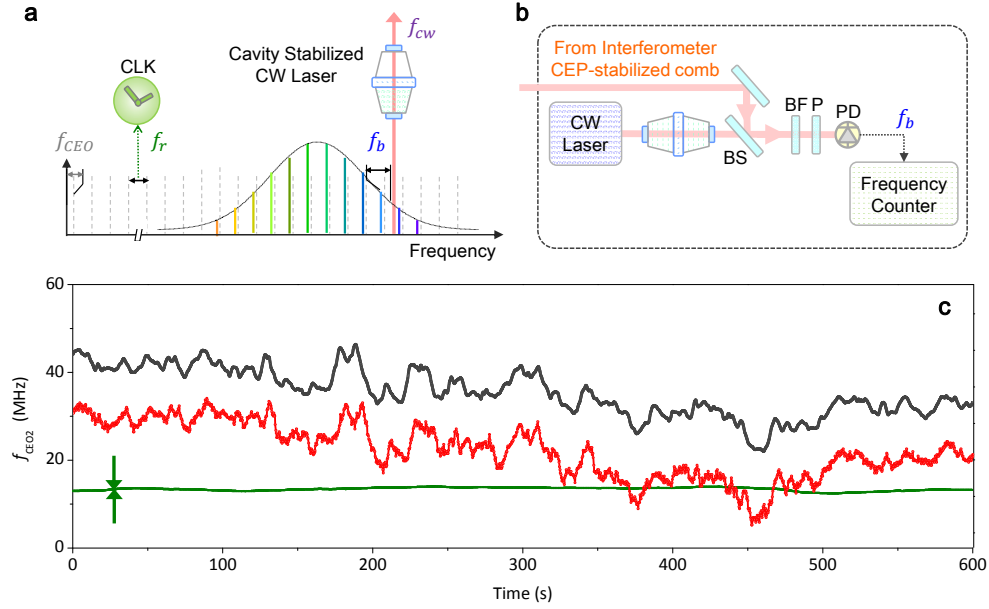 a
Cavity Stabilized
CW Laser
f_CW
CLK
f_r
f_CEO
f_b
Frequency
b
From Interferometer
CEP-stabilized comb
CW
Laser
BS
BF P
PD
f_b
Frequency
Counter
c
60
40
20
0
f_CEO2 (MHz)
0
100
200
300
400
500
600
Time (s)